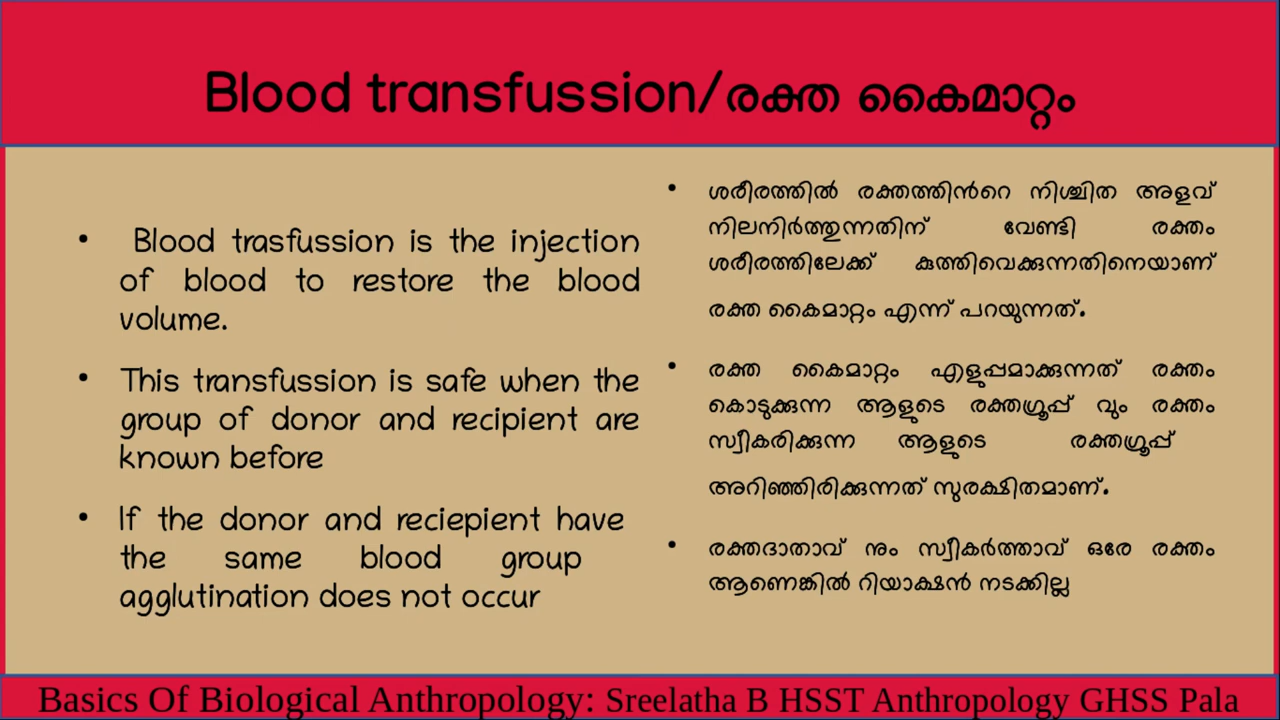 Blood transfussion/രക്ത കൈമാറ്റം
• Blood trasfussion is the injection
of blood to restore the blood
volume.
• This transfussion is safe when the
group of donor and recipient are
known before
• If the donor and reciepient have
the same blood group
agglutination does not occur
• ശരീരത്തിൽ രക്തത്തിൻറെ നിശ്ചിത അളവ്
നിലനിർത്തുന്നതിന് വേണ്ടി രക്തം
ശരീരത്തിലേക്ക് കുത്തിവെക്കുന്നതിനെയാണ്
രക്ത കൈമാറ്റം എന്ന് പറയുന്നത്.
• രക്ത കൈമാറ്റം എളുപ്പമാക്കുന്നത് രക്തം
കൊടുക്കുന്ന ആളുടെ രക്തഗ്രൂപ്പ് വും രക്തം
സ്വീകരിക്കുന്ന ആളുടെ രക്തഗ്രൂപ്പ്
അറിഞ്ഞിരിക്കുന്നത് സുരക്ഷിതമാണ്.
• രക്തദാതാവ് നും സ്വീകർത്താവ് ഒരേ രക്തം
ആണെങ്കിൽ റിയാക്ഷൻ നടക്കില്ല
Basics Of Biological Anthropology: Sreelatha B HSST Anthropology GHSS Pala